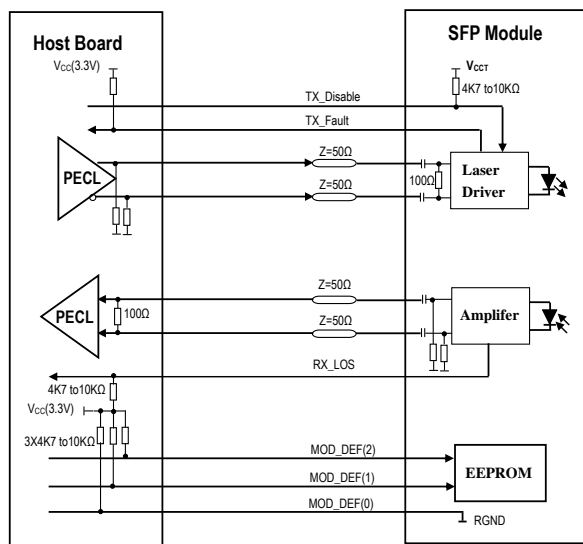 Host Board
SFP Module
VCC(3.3V)
VCCT
4K7 to10KΩ
TX_Disable
TX_Fault
PECL
Z=50Ω
Z=50Ω
100Ω
Laser
Driver
PECL
100Ω
Z=50Ω
Z=50Ω
Amplifer
RX_LOS
4K7 to10KΩ
VCC(3.3V)
3X4K7 to10KΩ
MOD_DEF(2)
MOD_DEF(1)
MOD_DEF(0)
EEPROM
RGND